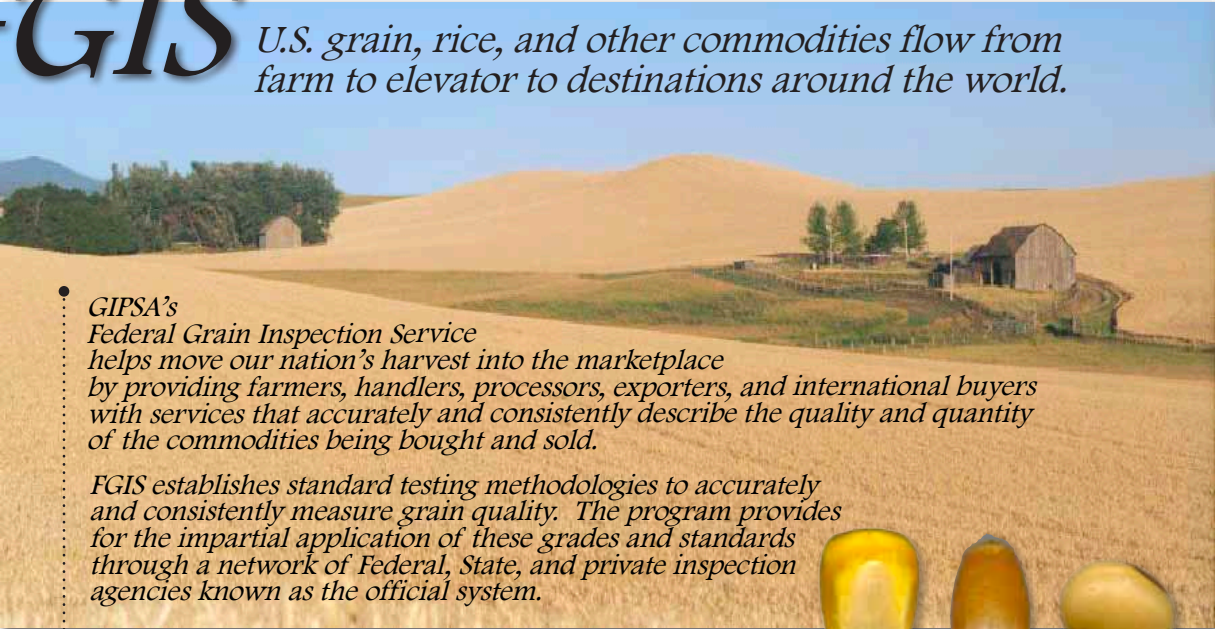 FGIS
U.S. grain, rice, and other commodities flow from
farm to elevator to destinations around the world.
GIPSA's
Federal Grain Inspection Service
helps move our nation's harvest into the marketplace
by providing farmers, handlers, processors, exporters, and international buyers
with services that accurately and consistently describe the quality and quantity
of the commodities being bought and sold.
FGIS establishes standard testing methodologies to accurately
and consistently measure grain quality.  The program provides
for the impartial application of these grades and standards
through a network of Federal, State, and private inspection
agencies known as the official system.